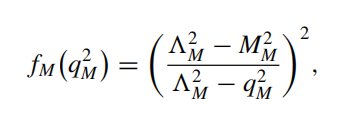 f_M(q_M^2) = \left( \frac{\Lambda_M^2 - M_M^2}{\Lambda_M^2 - q_M^2} \right)^2,